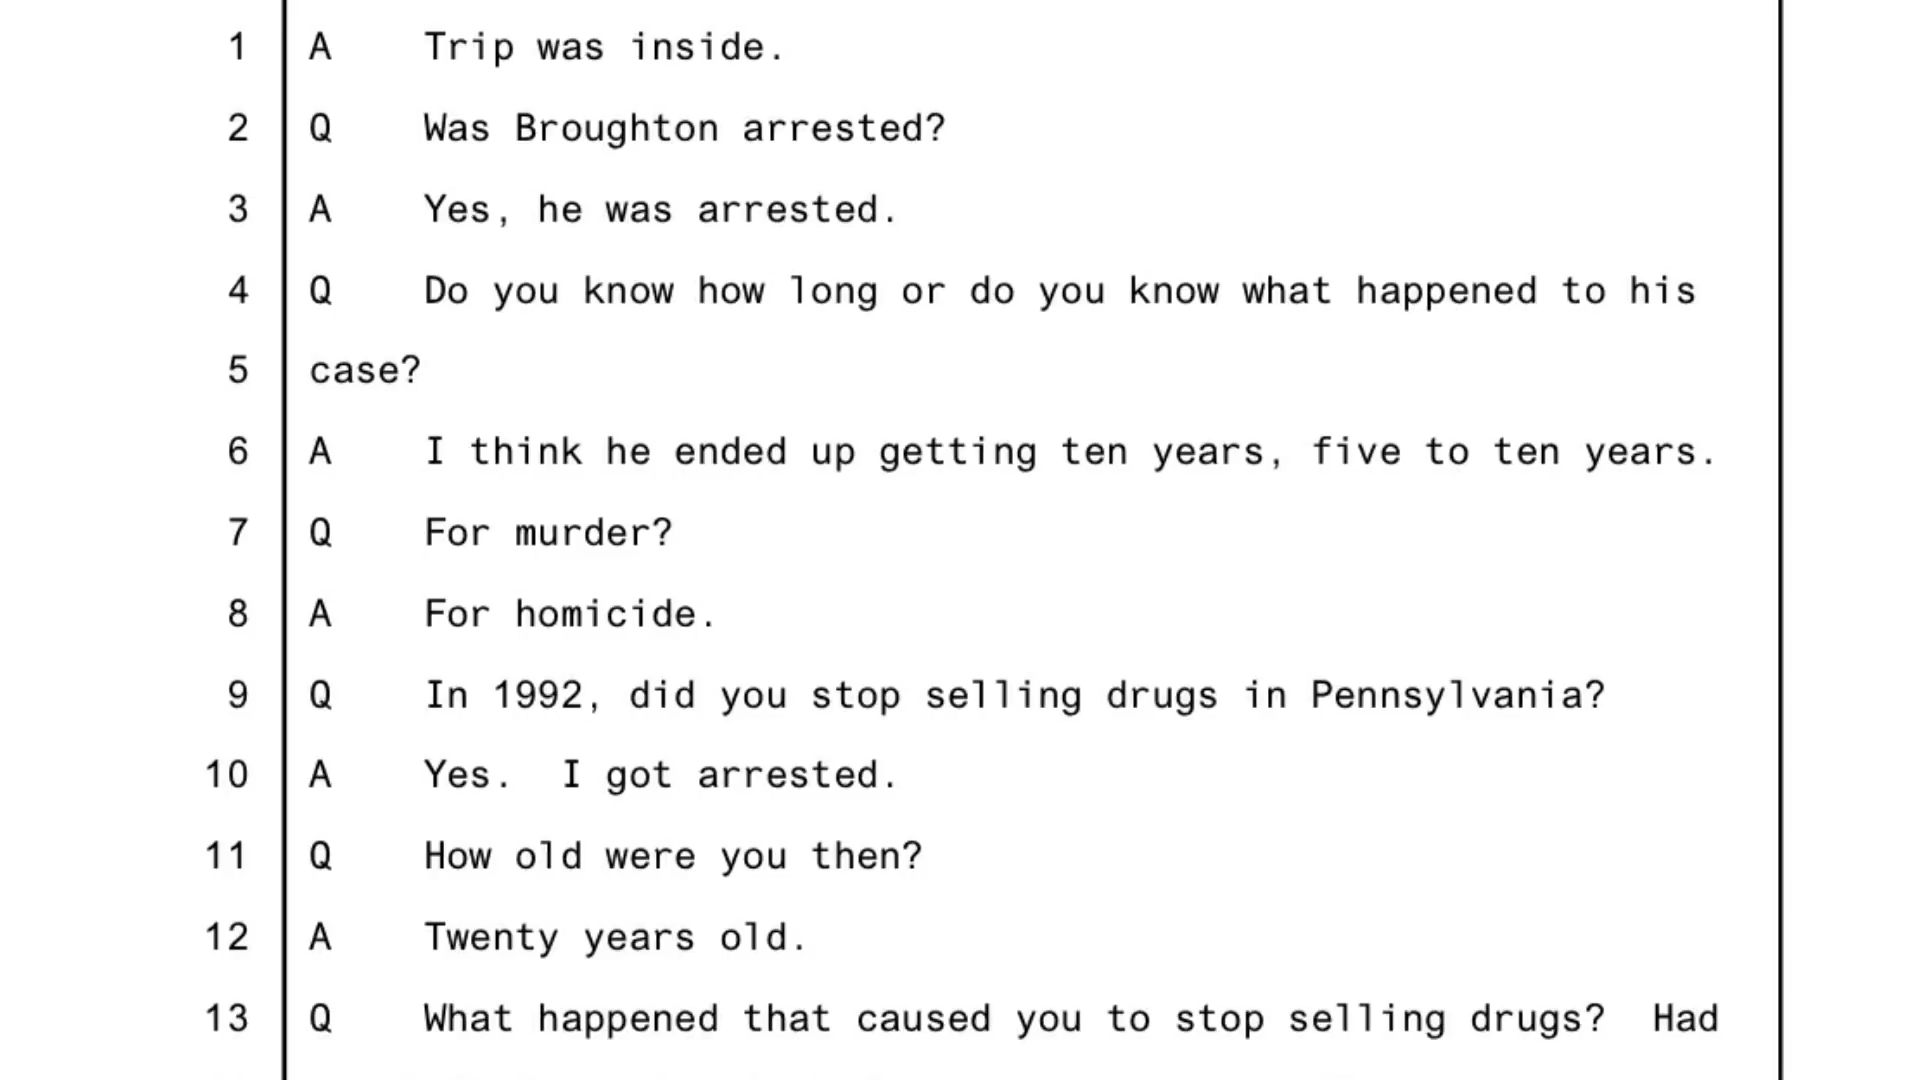 1 A Trip was inside.
2 Q Was Broughton arrested?
3 A Yes, he was arrested.
4 Q Do you know how long or do you know what happened to his
5 case?
6 A I think he ended up getting ten years, five to ten years.
7 Q For murder?
8 A For homicide.
9 Q In 1992, did you stop selling drugs in Pennsylvania?
10 A Yes.  I got arrested.
11 Q How old were you then?
12 A Twenty years old.
13 Q What happened that caused you to stop selling drugs?  Had